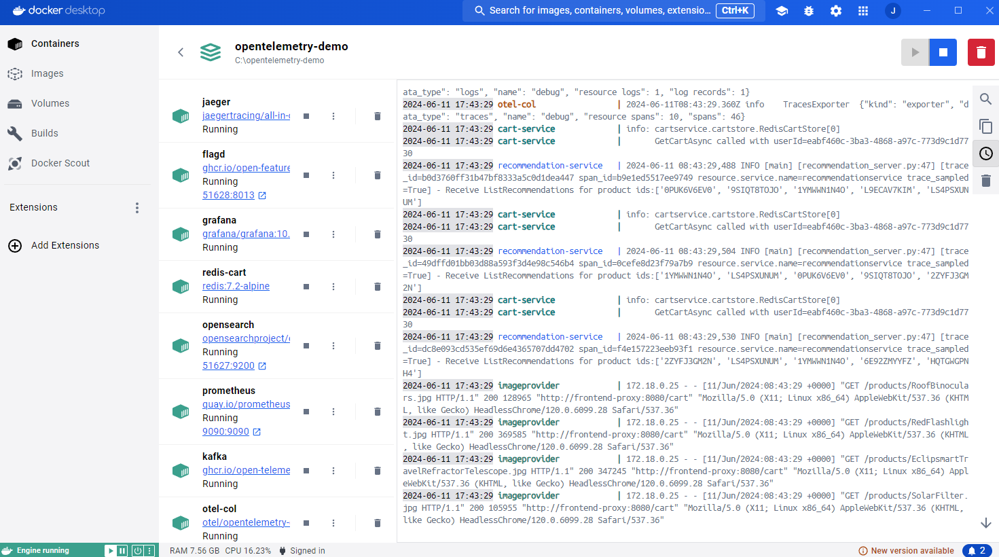 docker desktop
Search for images, containers, volumes, extensio...
Ctrl+K
J
Containers
Images
Volumes
Builds
Docker Scout
Extensions
Add Extensions
opentelemetry-demo
C:\opentelemetry-demo
jaeger
jaegertracing/all-in-
Running
flagd
ghcr.io/open-feature
Running
51628:8013
grafana
grafana/grafana:10.
Running
redis-cart
redis:7.2-alpine
Running
opensearch
opensearchproject/
Running
51627:9200
prometheus
quay.io/prometheus
Running
9090:9090
kafka
ghcr.io/open-teleme
Running
otel-col
otel/opentelemetry-
Running
ata_type": "logs", "name": "debug", "resource logs": 1, "log records": 1}
2024-06-11 17:43:29 otel-col | 2024-06-11T08:43:29.360Z info TracesExporter {"kind": "exporter", "d
ata_type": "traces", "name": "debug", "resource spans": 10, "spans": 46}
2024-06-11 17:43:29 cart-service | info: cartservice.cartstore.RedisCartStore[0]
2024-06-11 17:43:29 cart-service | GetCartAsync called with userId=eabf460c-3ba3-4868-a97c-773d9c1d77
30
2024-06-11 17:43:29 recommendation-service | 2024-06-11 08:43:29,488 INFO [main] [recommendation_server.py:47] [trace
_id=b0d3760ff31b47bf8333a5c0d1dea447 span_id=b9e1ed5517ee9749 resource.service.name=recommendationservice trace_sampled
=True] - Receive ListRecommendations for product ids:['0PUK6V6EV0', '9SIQT8TOJO', '1YMWWN1N4O', 'L9ECAV7KIM', 'LS4PSXUN
UM']
2024-06-11 17:43:29 cart-service | info: cartservice.cartstore.RedisCartStore[0]
2024-06-11 17:43:29 cart-service | GetCartAsync called with userId=eabf460c-3ba3-4868-a97c-773d9c1d77
30
2024-06-11 17:43:29 recommendation-service | 2024-06-11 08:43:29,504 INFO [main] [recommendation_server.py:47] [trace
_id=49dffd01bb03d88a593f3d4e98c546b4 span_id=0cefe8d23f79a7b9 resource.service.name=recommendationservice trace_sampled
=True] - Receive ListRecommendations for product ids:['1YMWWN1N4O', 'LS4PSXUNUM', '0PUK6V6EV0', '9SIQT8TOJO', '2ZYFJ3GM
2N']
2024-06-11 17:43:29 cart-service | info: cartservice.cartstore.RedisCartStore[0]
2024-06-11 17:43:29 cart-service | GetCartAsync called with userId=eabf460c-3ba3-4868-a97c-773d9c1d77
30
2024-06-11 17:43:29 recommendation-service | 2024-06-11 08:43:29,530 INFO [main] [recommendation_server.py:47] [trace
_id=dc8e093cd535ef69d6e4365707dd4702 span_id=f4e157223eeb93f1 resource.service.name=recommendationservice trace_sampled
=True] - Receive ListRecommendations for product ids:['2ZYFJ3GM2N', 'LS4PSXUNUM', '1YMWWN1N4O', '6E92ZMYYFZ', 'HQTGWGPN
H4']
2024-06-11 17:43:29 imageprovider | 172.18.0.25 - - [11/Jun/2024:08:43:29 +0000] "GET /products/RoofBinocula
rs.jpg HTTP/1.1" 200 128965 "http://frontend-proxy:8080/cart" "Mozilla/5.0 (X11; Linux x86_64) AppleWebKit/537.36 (KHTM
L, like Gecko) HeadlessChrome/120.0.6099.28 Safari/537.36"
2024-06-11 17:43:29 imageprovider | 172.18.0.25 - - [11/Jun/2024:08:43:29 +0000] "GET /products/RedFlashligh
t.jpg HTTP/1.1" 200 369585 "http://frontend-proxy:8080/cart" "Mozilla/5.0 (X11; Linux x86_64) AppleWebKit/537.36 (KHTML
, like Gecko) HeadlessChrome/120.0.6099.28 Safari/537.36"
2024-06-11 17:43:29 imageprovider | 172.18.0.25 - - [11/Jun/2024:08:43:29 +0000] "GET /products/EclipsmartTr
avelRefractorTelescope.jpg HTTP/1.1" 200 347245 "http://frontend-proxy:8080/cart" "Mozilla/5.0 (X11; Linux x86_64) Appl
eWebKit/537.36 (KHTML, like Gecko) HeadlessChrome/120.0.6099.28 Safari/537.36"
2024-06-11 17:43:29 imageprovider | 172.18.0.25 - - [11/Jun/2024:08:43:29 +0000] "GET /products/SolarFilter.
jpg HTTP/1.1" 200 105955 "http://frontend-proxy:8080/cart" "Mozilla/5.0 (X11; Linux x86_64) AppleWebKit/537.36 (KHTML,
like Gecko) HeadlessChrome/120.0.6099.28 Safari/537.36"
Engine running
RAM 7.56 GB CPU 16.23% Signed in
New version available
2